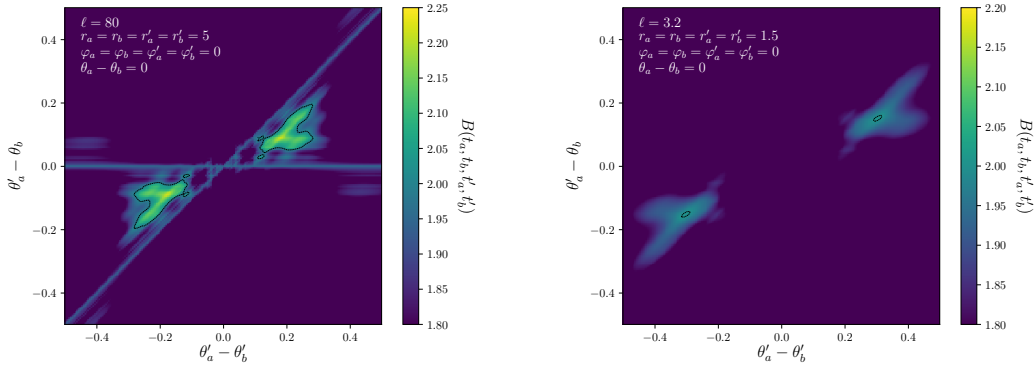 ℓ = 80
r_a = r_b = r′_a = r′_b = 5
φ_a = φ_b = φ′_a = φ′_b = 0
θ_a − θ_b = 0
0.4
0.2
0.0
−0.2
−0.4
θ′_a − θ_b
−0.4 −0.2 0.0 0.2 0.4
θ′_a − θ′_b
2.25
2.20
2.15
2.10
2.05
2.00
1.95
1.90
1.85
1.80
B(t_a, t_b, t′_a, t′_b)
ℓ = 3.2
r_a = r_b = r′_a = r′_b = 1.5
φ_a = φ_b = φ′_a = φ′_b = 0
θ_a − θ_b = 0
0.4
0.2
0.0
−0.2
−0.4
θ′_a − θ_b
−0.4 −0.2 0.0 0.2 0.4
θ′_a − θ′_b
2.20
2.15
2.10
2.05
2.00
1.95
1.90
1.85
1.80
B(t_a, t_b, t′_a, t′_b)